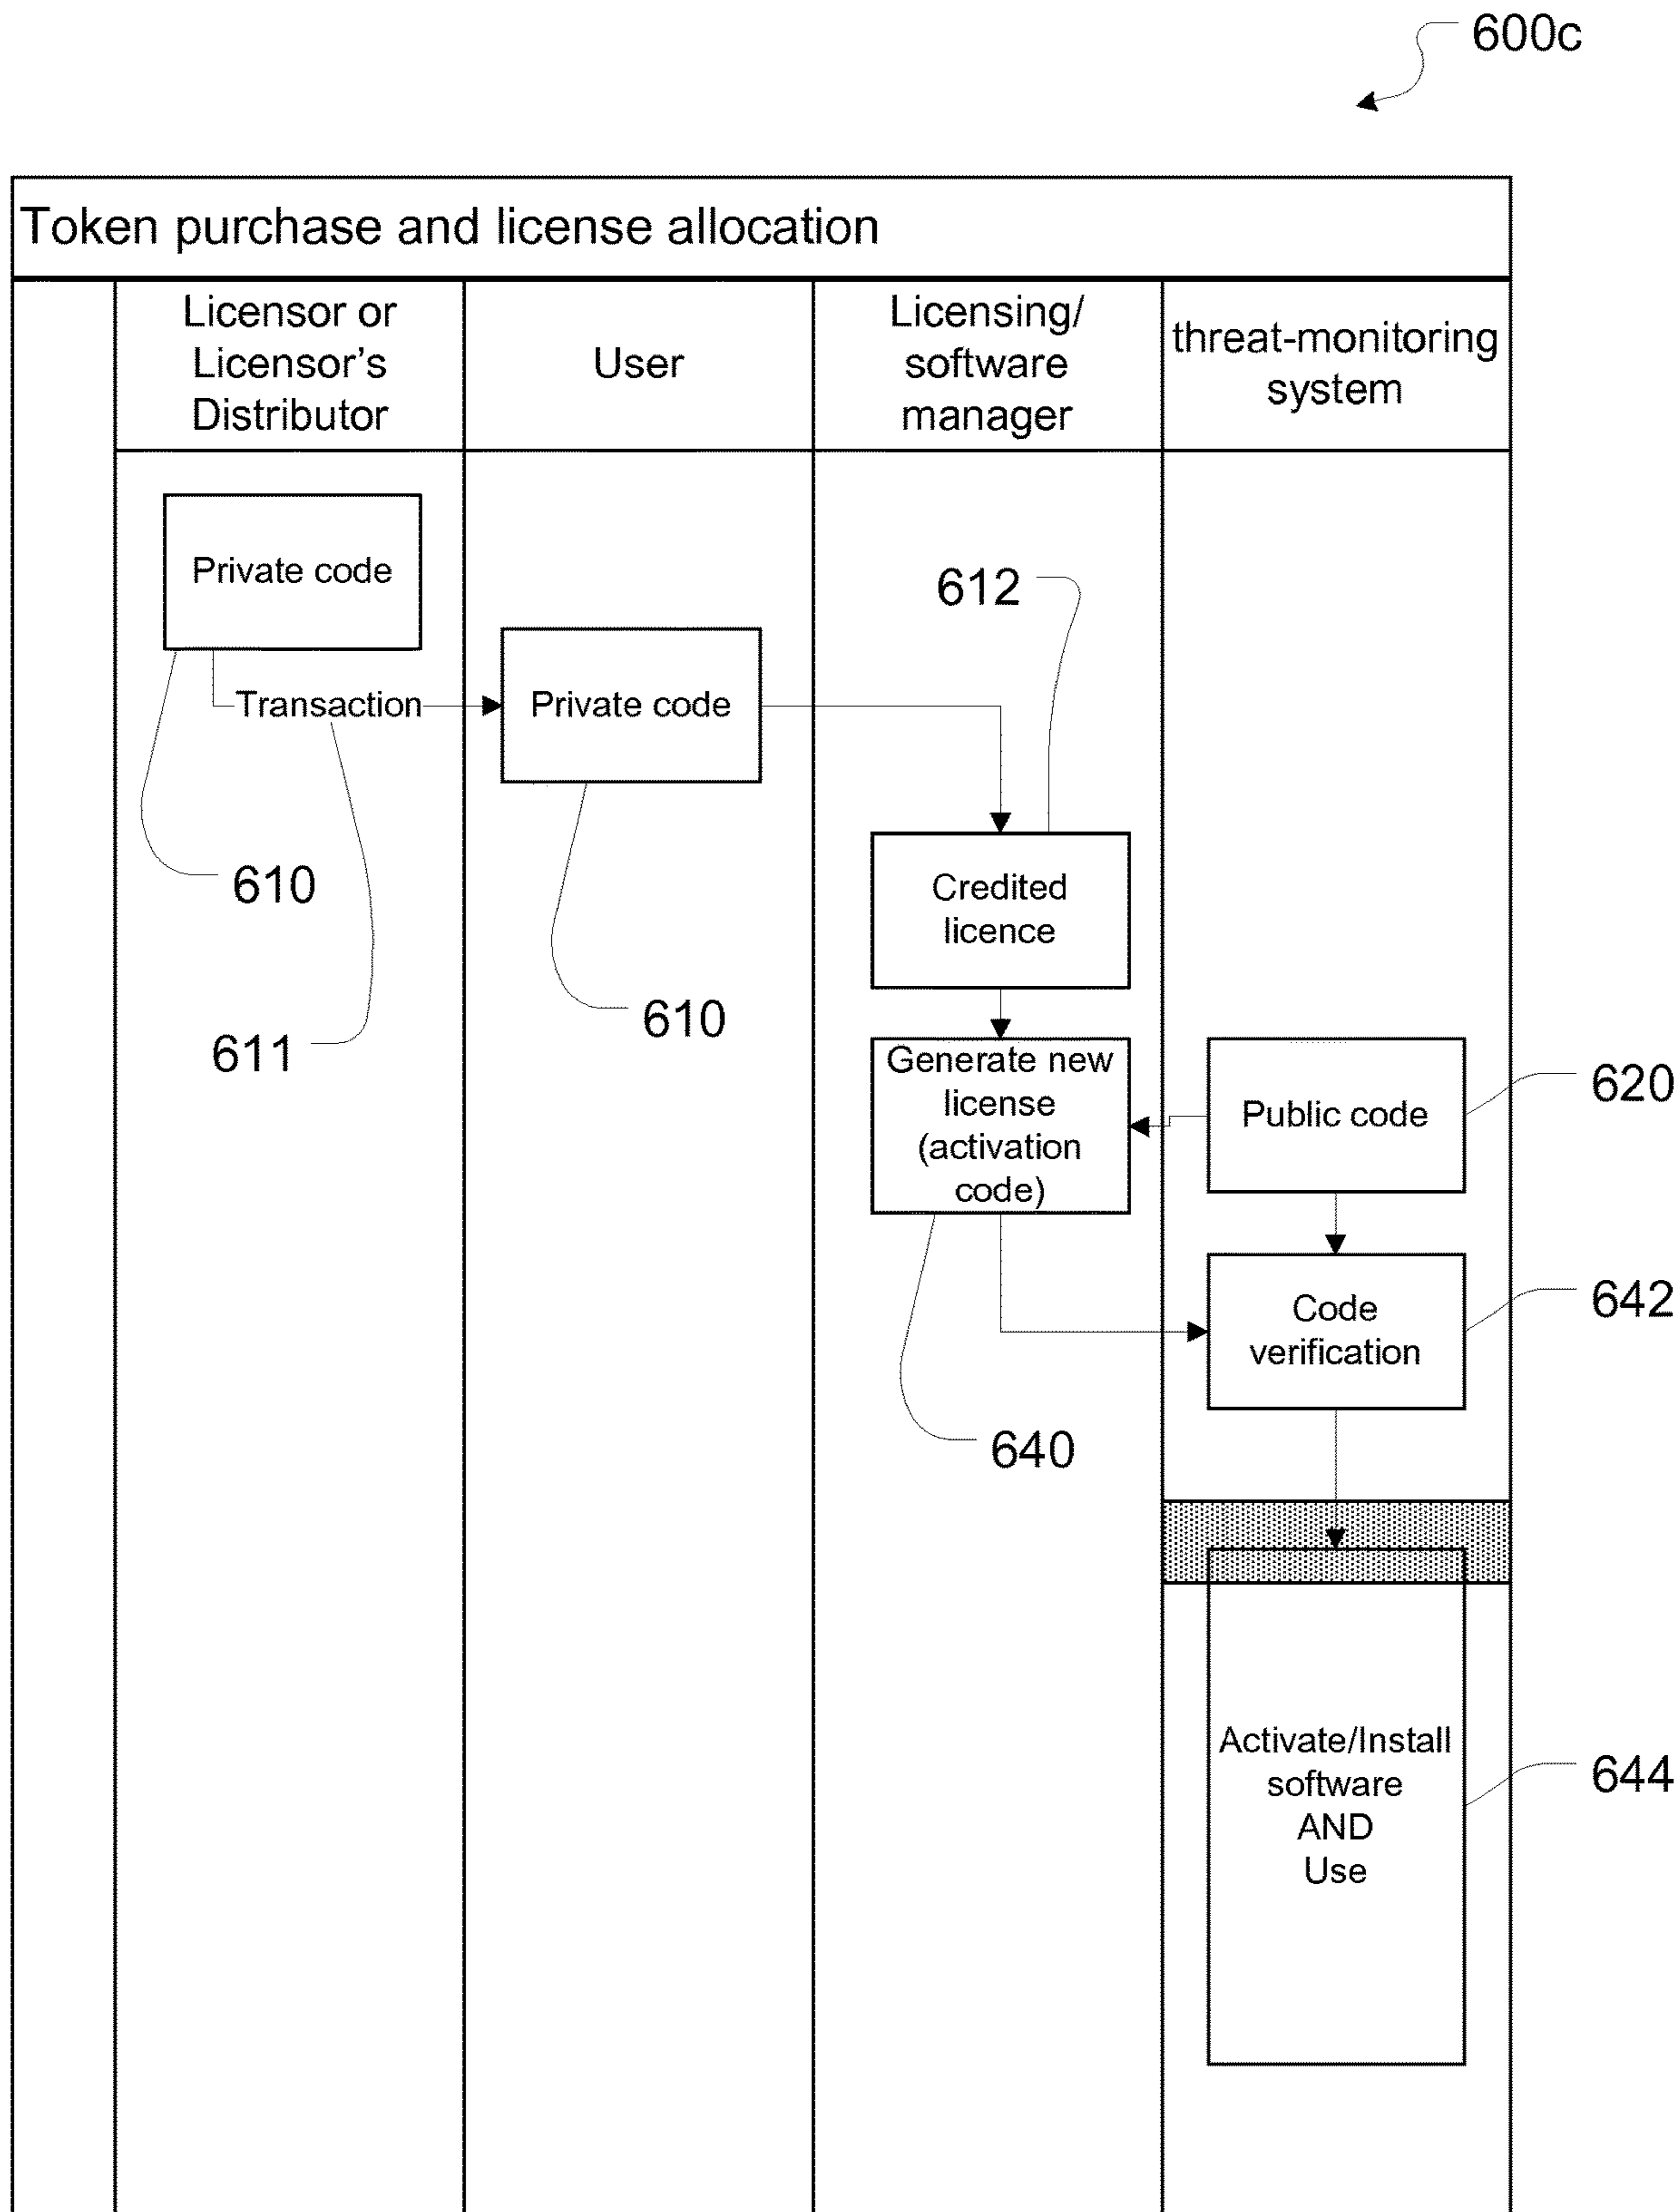 600c
Token purchase and license allocation
Licensor or
Licensor's
Distributor
User
Licensing/
software
manager
threat-monitoring
system
Private code
612
Transaction
Private code
610
Credited
licence
610
611
Generate new
license
(activation
code)
Public code
620
Code
verification
642
640
Activate/Install
software
AND
Use
644